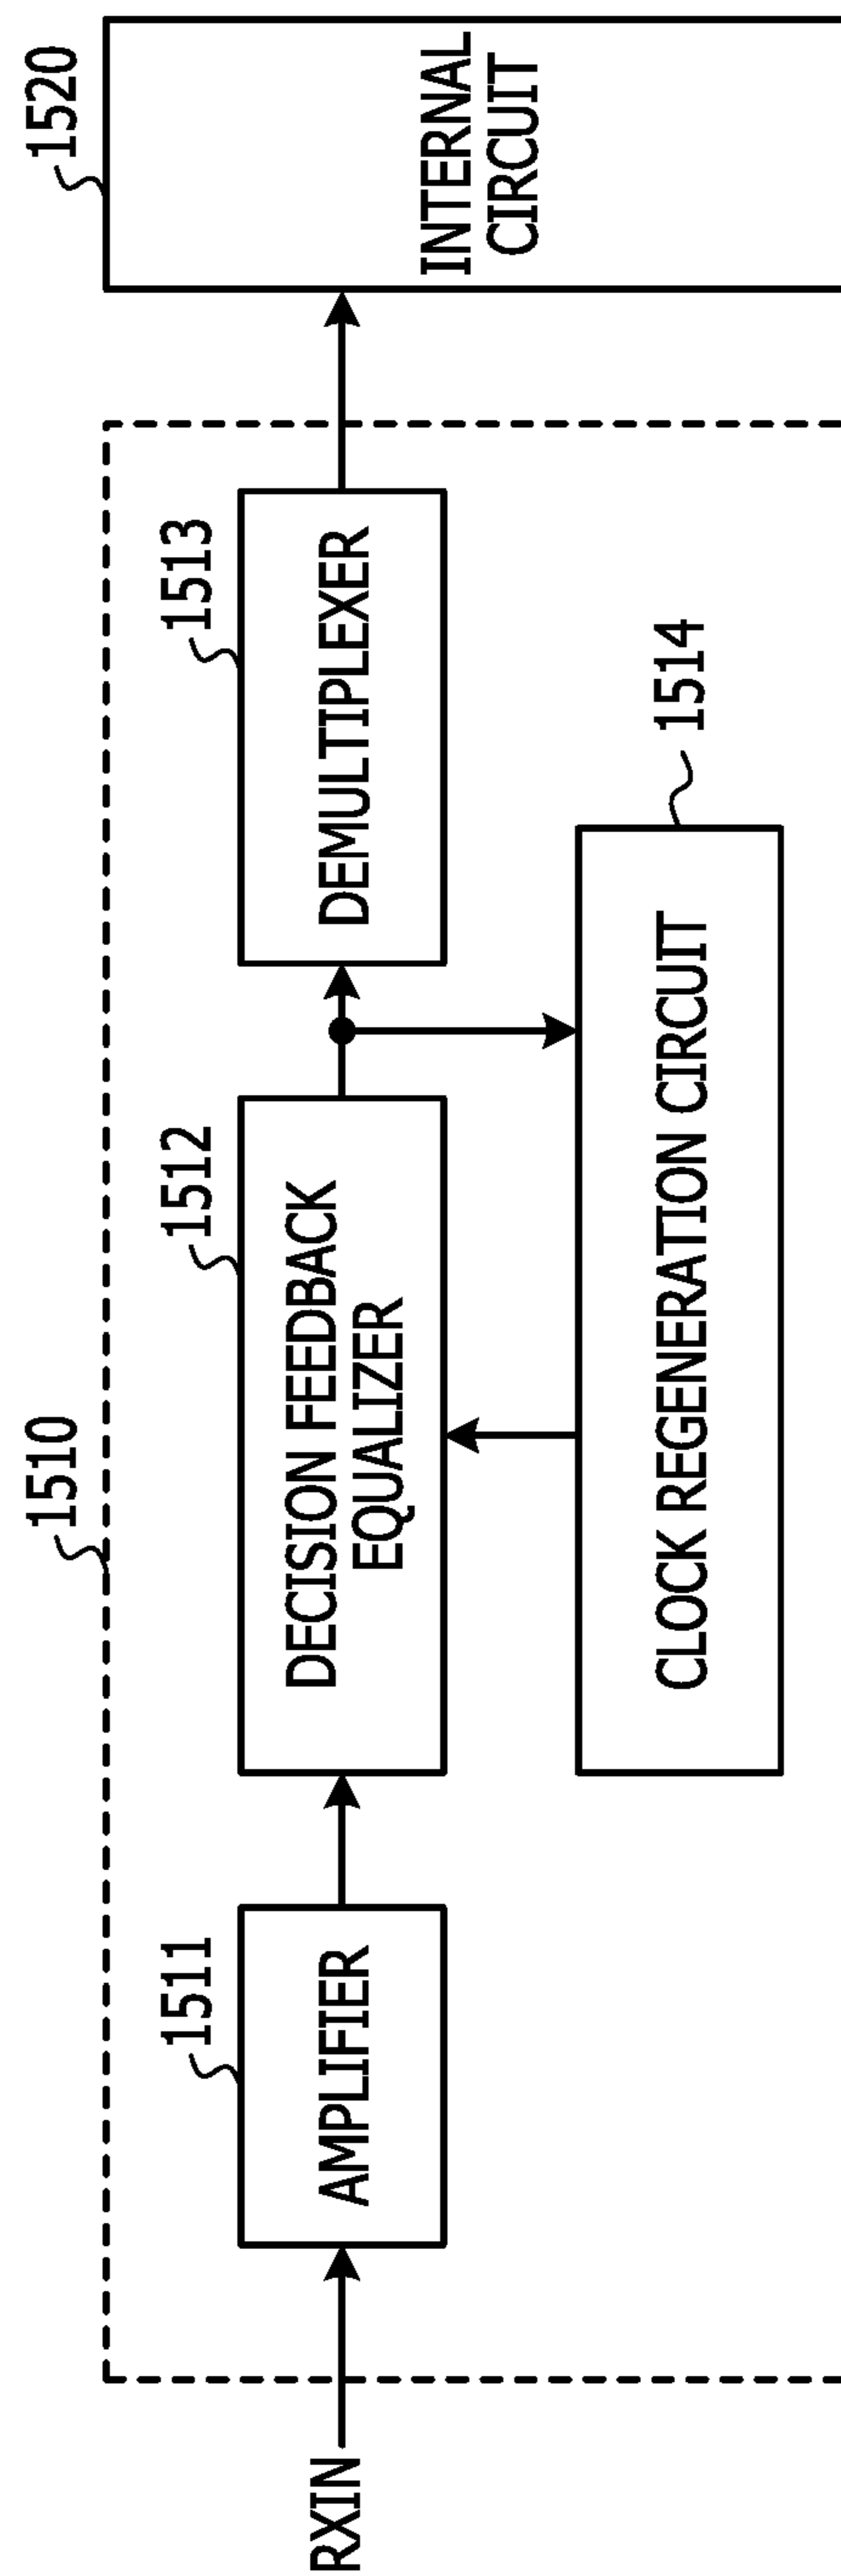 1510
1520
1511
1512
1513
RXIN
AMPLIFIER
DECISION FEEDBACK
EQUALIZER
DEMULTIPLEXER
INTERNAL
CIRCUIT
1514
CLOCK REGENERATION CIRCUIT